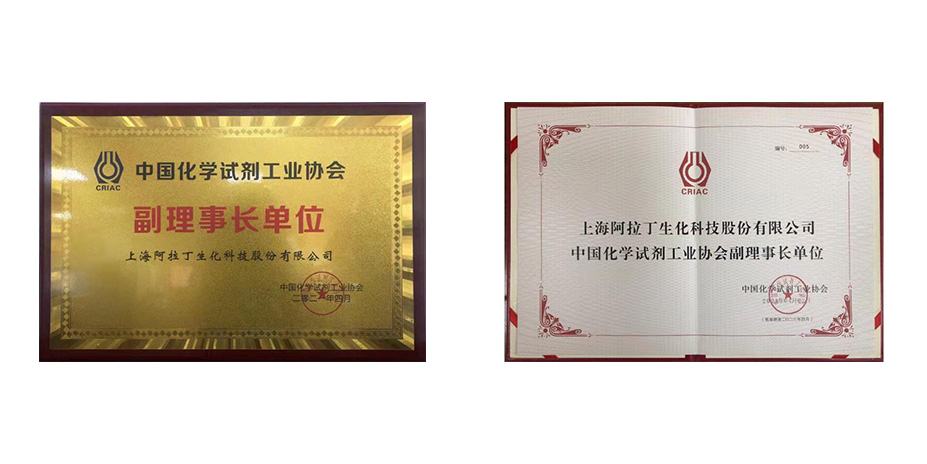 CRIAC
中国化学试剂工业协会
副理事长单位
上海阿拉丁生化科技股份有限公司
中国化学试剂工业协会
二零二一年四月
编号: 005
CRIAC
上海阿拉丁生化科技股份有限公司
中国化学试剂工业协会副理事长单位
中国化学试剂工业协会